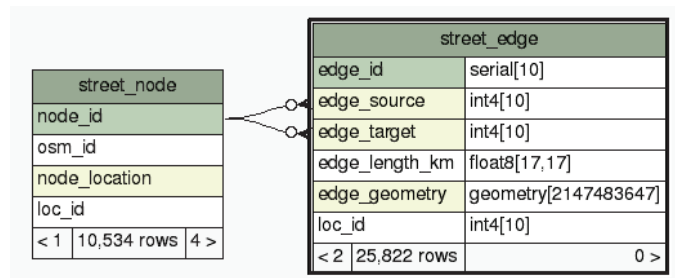 street_node
node_id
osm_id
node_location
loc_id
< 1 10,534 rows 4 >
street_edge
edge_id serial[10]
edge_source int4[10]
edge_target int4[10]
edge_length_km float8[17,17]
edge_geometry geometry[2147483647]
loc_id int4[10]
< 2 25,822 rows 0 >